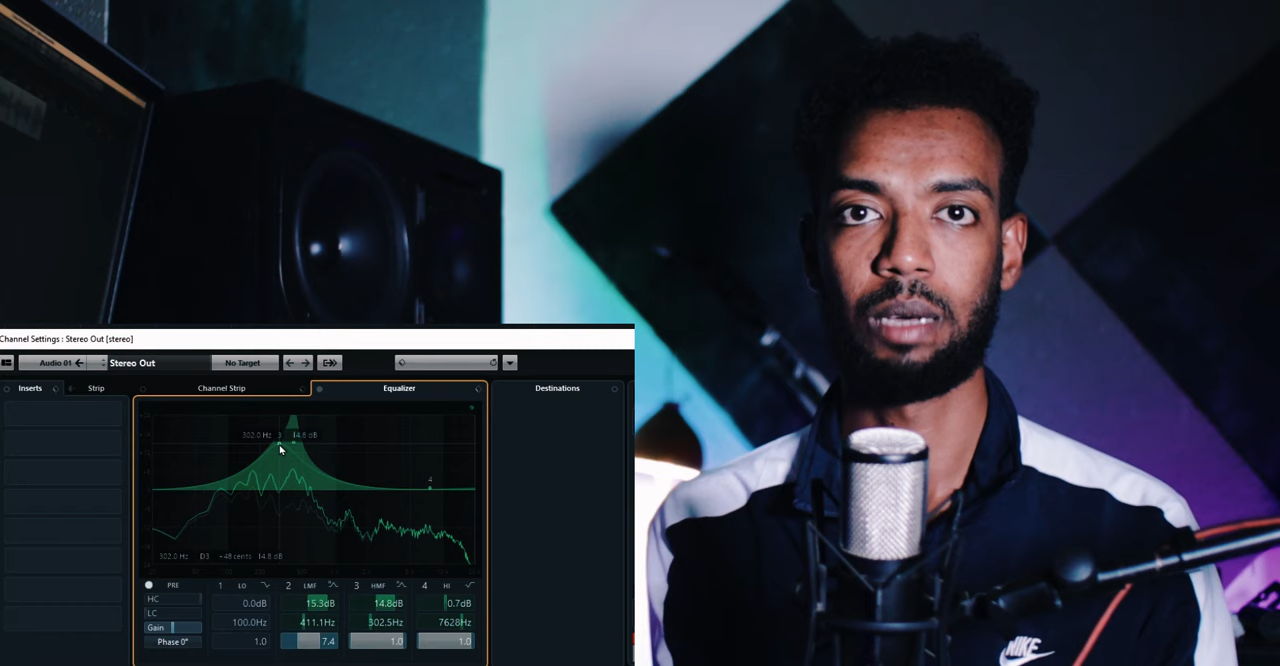 Channel Settings : Stereo Out [stereo]
Audio 01 Stereo Out No Target
Inserts Strip Channel Strip Equalizer Destinations
302.0 Hz 3 14.8 dB
4
302.0 Hz D3 -48 cents 14.8 dB
PRE 1 LO 2 LMF 3 HMF 4 HI
HC 0.0dB 15.3dB 14.8dB 0.7dB
LC 100.0Hz 411.1Hz 302.5Hz 7628Hz
Gain
Phase 0° 1.0 7.4 1.0 1.0
NIKE